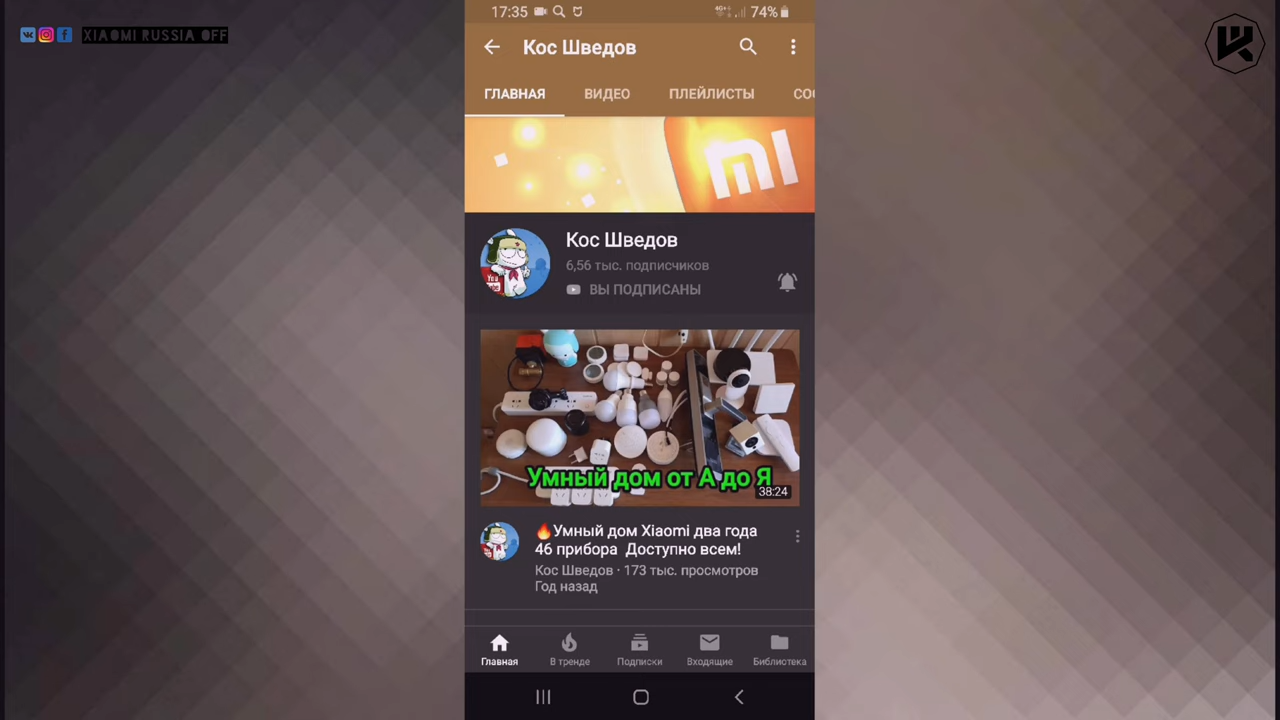 XIAOMI RUSSIA OFF
17:35
4G+
74%
Кос Шведов
ГЛАВНАЯ
ВИДЕО
ПЛЕЙЛИСТЫ
СОО
Кос Шведов
6,56 тыс. подписчиков
ВЫ ПОДПИСАНЫ
Умный дом от А до Я
38:24
🔥Умный дом Xiaomi два года
46 прибора Доступно всем!
Кос Шведов · 173 тыс. просмотров
Год назад
Главная
В тренде
Подписки
Входящие
Библиотека